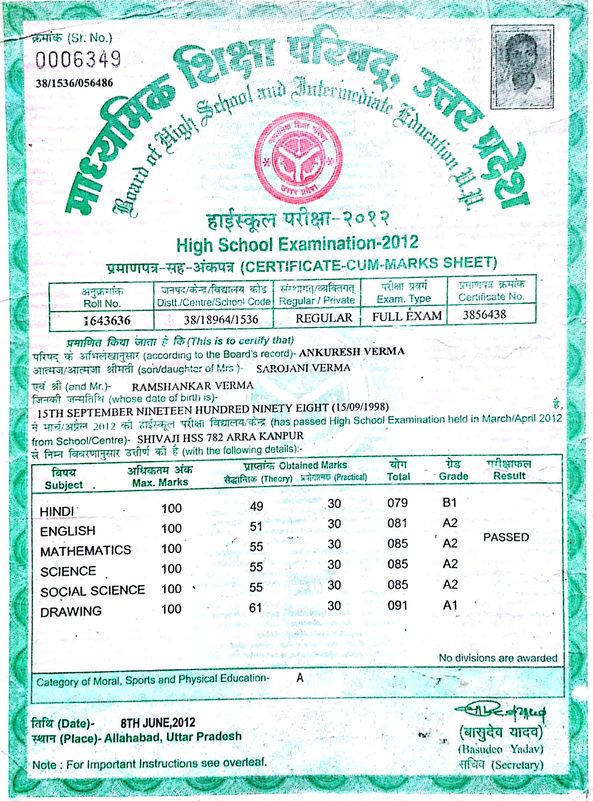 क्रमांक (Sr. No.)
0006349
38/1536/056486
माध्यमिक शिक्षा परिषद्, उत्तर प्रदेश
Board of High School and Intermediate Education U.P.
माध्यमिक शिक्षा परिषद्
उत्तर प्रदेश
हाईस्कूल परीक्षा-२०१२
High School Examination-2012
प्रमाणपत्र-सह-अंकपत्र (CERTIFICATE-CUM-MARKS SHEET)
अनुक्रमांक जनपद/केन्द्र/विद्यालय कोड संस्थागत/व्यक्तिगत परीक्षा प्रवर्ग प्रमाणपत्र क्रमांक
Roll No. Distt./Centre/School Code Regular / Private Exam. Type Certificate No.
1643636 38/18964/1536 REGULAR FULL EXAM 3856438
प्रमाणित किया जाता है कि (This is to certify that)
परिषद् के अभिलेखानुसार (according to the Board's record)- ANKURESH VERMA
आत्मज/आत्मजा श्रीमती (son/daughter of Mrs )- SAROJANI VERMA
एवं श्री (and Mr.)- RAMSHANKAR VERMA
जिनकी जन्मतिथि (whose date of birth is)-
15TH SEPTEMBER NINETEEN HUNDRED NINETY EIGHT (15/09/1998) है,
ने मार्च/अप्रैल 2012 की हाईस्कूल परीक्षा विद्यालय/केन्द्र (has passed High School Examination held in March/April 2012
from School/Centre)- SHIVAJI HSS 782 ARRA KANPUR
से निम्न विवरणानुसार उत्तीर्ण की है (with the following details):-
विषय अधिकतम अंक प्राप्तांक Obtained Marks योग ग्रेड परीक्षाफल
Subject Max. Marks सैद्धान्तिक (Theory) प्रयोगात्मक (Practical) Total Grade Result
HINDI 100 49 30 079 B1
ENGLISH 100 51 30 081 A2
MATHEMATICS 100 55 30 085 A2 PASSED
SCIENCE 100 55 30 085 A2
SOCIAL SCIENCE 100 55 30 085 A2
DRAWING 100 61 30 091 A1
No divisions are awarded
Category of Moral, Sports and Physical Education- A
तिथि (Date)- 8TH JUNE,2012
स्थान (Place)- Allahabad, Uttar Pradesh
(बासुदेव यादव)
(Basudeo Yadav)
सचिव (Secretary)
Note : For Important Instructions see overleaf.